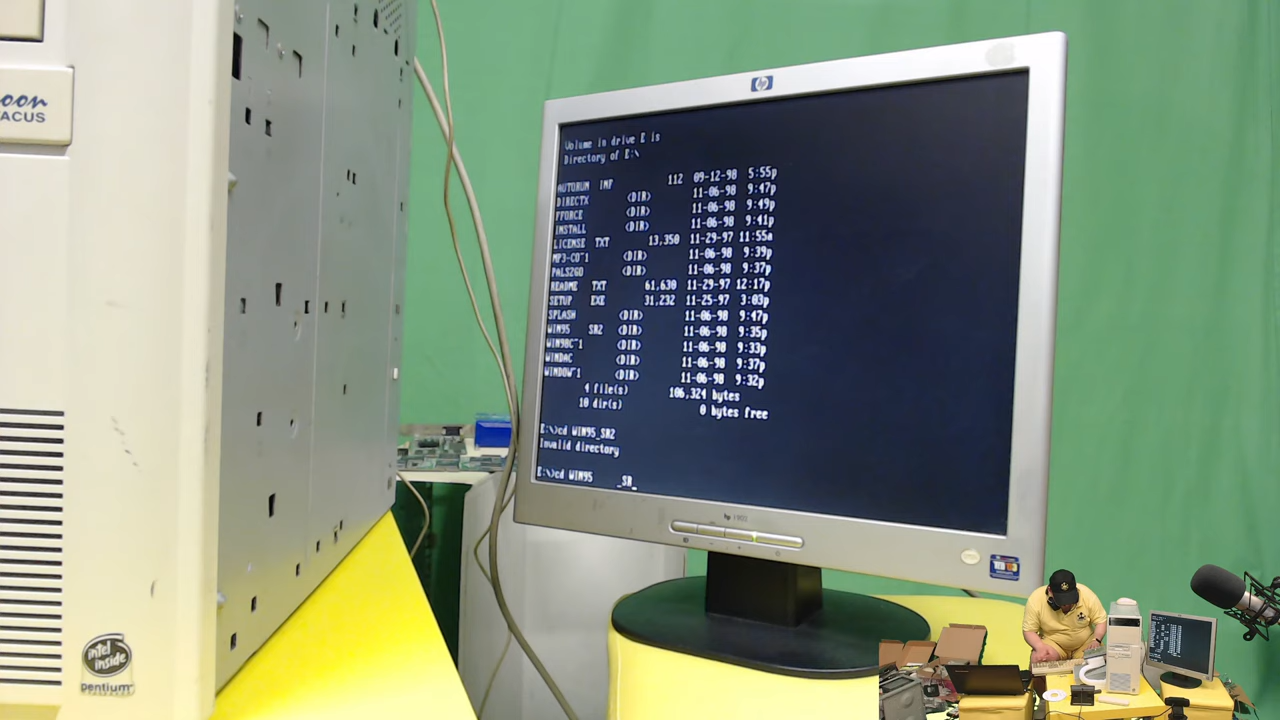 oon
TACUS
intel
inside
pentium
hp
Volume in drive E is
Directory of E:\
AUTORUN INF 112 09-12-98 5:55p
DIRECTX <DIR> 11-06-98 9:47p
FFORCE <DIR> 11-06-98 9:49p
INSTALL <DIR> 11-06-98 9:41p
LICENSE TXT 13,350 11-29-97 11:55a
MP3-CO~1 <DIR> 11-06-98 9:39p
PALS2GO <DIR> 11-06-98 9:37p
README TXT 61,630 11-29-97 12:17p
SETUP EXE 31,232 11-25-97 3:03p
SPLASH <DIR> 11-06-98 9:47p
WIN95 SR2 <DIR> 11-06-98 9:35p
WIN98C~1 <DIR> 11-06-98 9:33p
WINDAC <DIR> 11-06-98 9:37p
WINDOW~1 <DIR> 11-06-98 9:32p
4 file(s) 106,324 bytes
10 dir(s) 0 bytes free
E:\>cd WIN95_SR2
Invalid directory
E:\>cd WIN95 _SR_
hp 1903